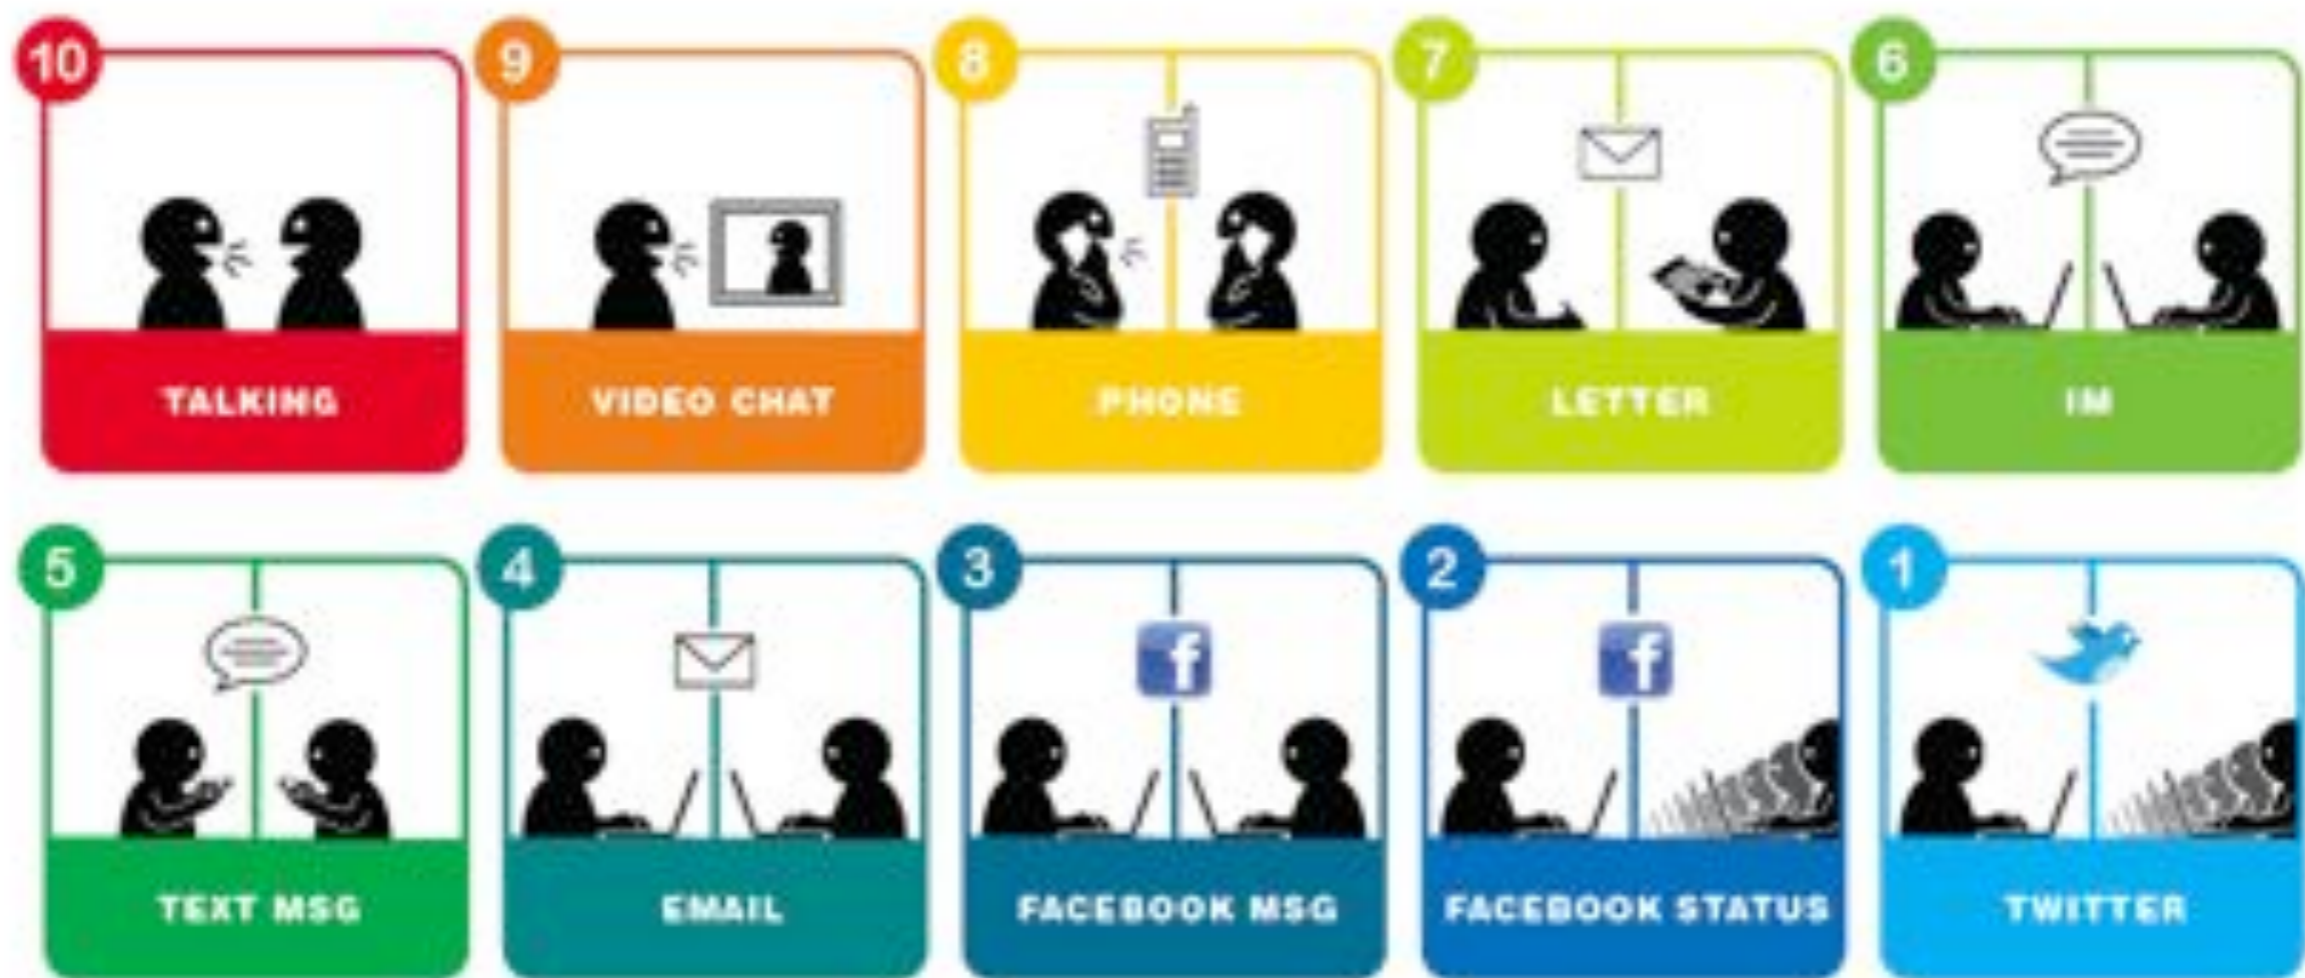 10
TALKING
9
VIDEO CHAT
8
PHONE
7
LETTER
6
IM
5
TEXT MSG
4
EMAIL
3
f
FACEBOOK MSG
2
f
FACEBOOK STATUS
1
TWITTER